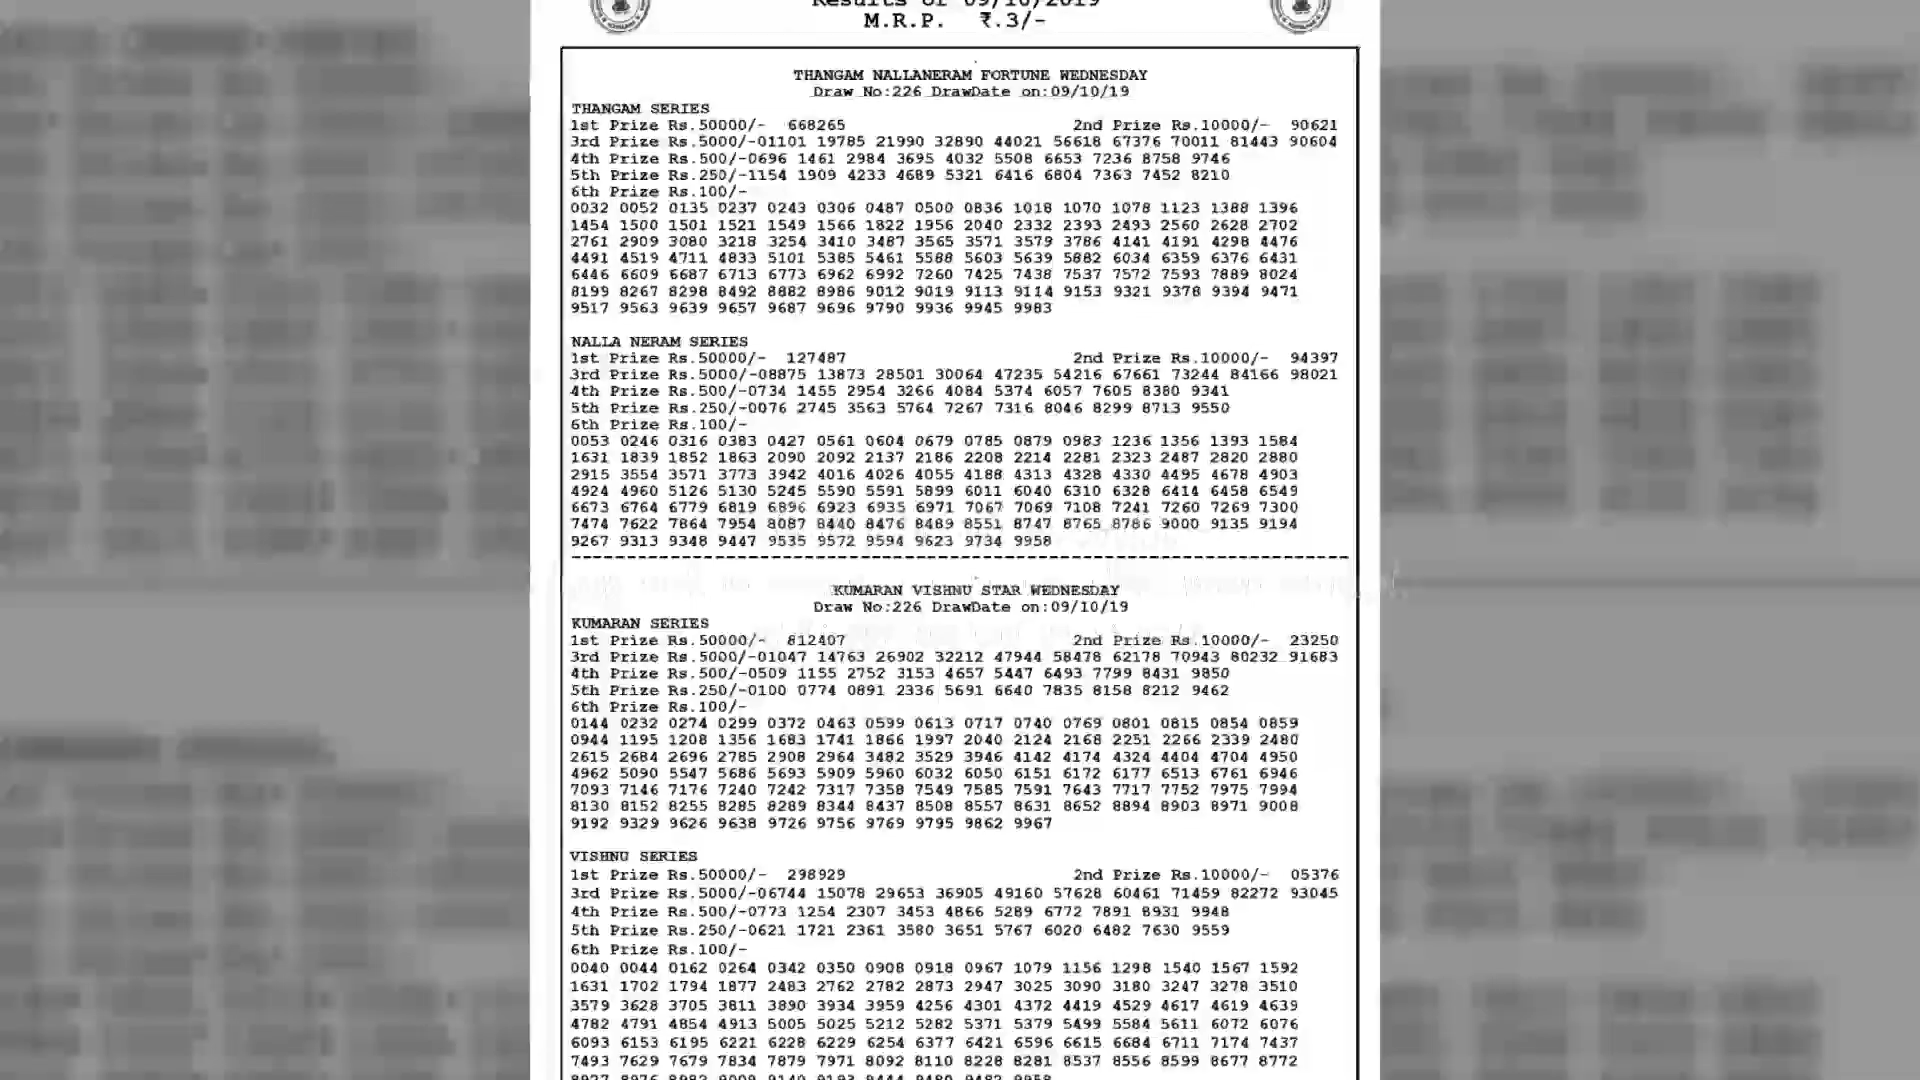 Results of 09/10/2019
M.R.P. ₹.3/-
THANGAM NALLANERAM FORTUNE WEDNESDAY
Draw No:226 DrawDate on:09/10/19
THANGAM SERIES
1st Prize Rs.50000/- 668265 2nd Prize Rs.10000/- 90621
3rd Prize Rs.5000/-01101 19785 21990 32890 44021 56618 67376 70011 81443 90604
4th Prize Rs.500/-0696 1461 2984 3695 4032 5508 6653 7236 8758 9746
5th Prize Rs.250/-1154 1909 4233 4689 5321 6416 6804 7363 7452 8210
6th Prize Rs.100/-
0032 0052 0135 0237 0243 0306 0487 0500 0836 1018 1070 1078 1123 1388 1396
1454 1500 1501 1521 1549 1566 1822 1956 2040 2332 2393 2493 2560 2628 2702
2761 2909 3080 3218 3254 3410 3487 3565 3571 3579 3786 4141 4191 4298 4476
4491 4519 4711 4833 5101 5385 5461 5588 5603 5639 5882 6034 6359 6376 6431
6446 6609 6687 6713 6773 6962 6992 7260 7425 7438 7537 7572 7593 7889 8024
8199 8267 8298 8492 8882 8986 9012 9019 9113 9114 9153 9321 9378 9394 9471
9517 9563 9639 9657 9687 9696 9790 9936 9945 9983
NALLA NERAM SERIES
1st Prize Rs.50000/- 127487 2nd Prize Rs.10000/- 94397
3rd Prize Rs.5000/-08875 13873 28501 30064 47235 54216 67661 73244 84166 98021
4th Prize Rs.500/-0734 1455 2954 3266 4084 5374 6057 7605 8380 9341
5th Prize Rs.250/-0076 2745 3563 5764 7267 7316 8046 8299 8713 9550
6th Prize Rs.100/-
0053 0246 0316 0383 0427 0561 0604 0679 0785 0879 0983 1236 1356 1393 1584
1631 1839 1852 1863 2090 2092 2137 2186 2208 2214 2281 2323 2487 2820 2880
2915 3554 3571 3773 3942 4016 4026 4055 4188 4313 4328 4330 4495 4678 4903
4924 4960 5126 5130 5245 5590 5591 5899 6011 6040 6310 6328 6414 6458 6549
6673 6764 6779 6819 6896 6923 6935 6971 7067 7069 7108 7241 7260 7269 7300
7474 7622 7864 7954 8087 8440 8476 8489 8551 8747 8765 8786 9000 9135 9194
9267 9313 9348 9447 9535 9572 9594 9623 9734 9958
KUMARAN VISHNU STAR WEDNESDAY
Draw No:226 DrawDate on:09/10/19
KUMARAN SERIES
1st Prize Rs.50000/- 812407 2nd Prize Rs.10000/- 23250
3rd Prize Rs.5000/-01047 14763 26902 32212 47944 58478 62178 70943 80232 91683
4th Prize Rs.500/-0509 1155 2752 3153 4657 5447 6493 7799 8431 9850
5th Prize Rs.250/-0100 0774 0891 2336 5691 6640 7835 8158 8212 9462
6th Prize Rs.100/-
0144 0232 0274 0299 0372 0463 0599 0613 0717 0740 0769 0801 0815 0854 0859
0944 1195 1208 1356 1683 1741 1866 1997 2040 2124 2168 2251 2266 2339 2480
2615 2684 2696 2785 2908 2964 3482 3529 3946 4142 4174 4324 4404 4704 4950
4962 5090 5547 5686 5693 5909 5960 6032 6050 6151 6172 6177 6513 6761 6946
7093 7146 7176 7240 7242 7317 7358 7549 7585 7591 7643 7717 7752 7975 7994
8130 8152 8255 8285 8289 8344 8437 8508 8557 8631 8652 8894 8903 8971 9008
9192 9329 9626 9638 9726 9756 9769 9795 9862 9967
VISHNU SERIES
1st Prize Rs.50000/- 298929 2nd Prize Rs.10000/- 05376
3rd Prize Rs.5000/-06744 15078 29653 36905 49160 57628 60461 71459 82272 93045
4th Prize Rs.500/-0773 1254 2307 3453 4866 5289 6772 7891 8931 9948
5th Prize Rs.250/-0621 1721 2361 3580 3651 5767 6020 6482 7630 9559
6th Prize Rs.100/-
0040 0044 0162 0264 0342 0350 0908 0918 0967 1079 1156 1298 1540 1567 1592
1631 1702 1794 1877 2483 2762 2782 2873 2947 3025 3090 3180 3247 3278 3510
3579 3628 3705 3811 3890 3934 3959 4256 4301 4372 4419 4529 4617 4619 4639
4782 4791 4854 4913 5005 5025 5212 5282 5371 5379 5499 5584 5611 6072 6076
6093 6153 6195 6221 6228 6229 6254 6377 6421 6596 6615 6684 6711 7174 7437
7493 7629 7679 7834 7879 7971 8092 8110 8228 8281 8537 8556 8599 8677 8772